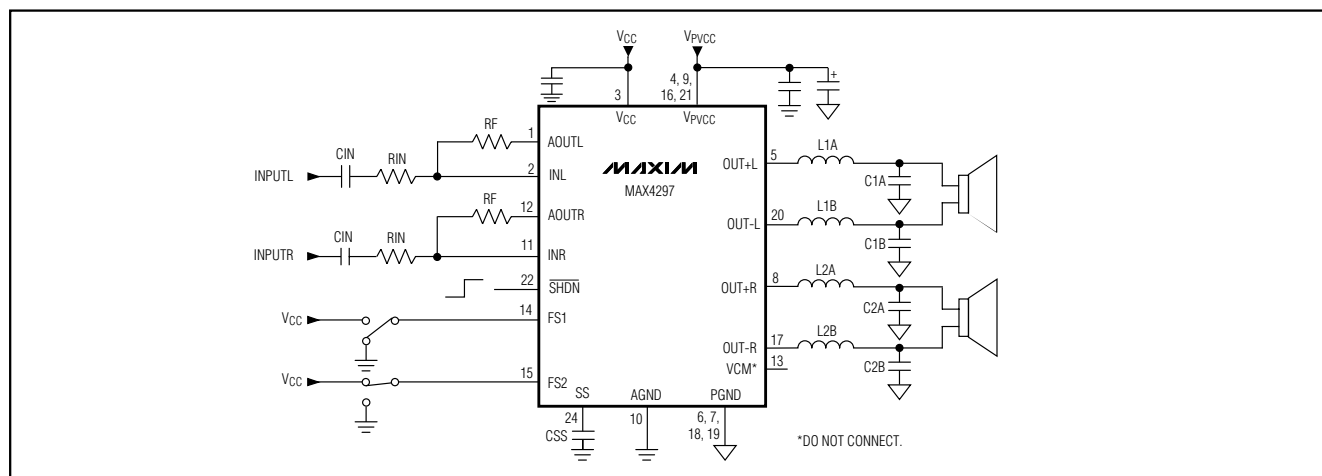 VCC
VPVCC
+
4, 9,
16, 21
3
VCC
VPVCC
RF
1
AOUTL
CIN
RIN
INPUTL
2
INL
RF
12
AOUTR
CIN
RIN
INPUTR
11
INR
22
SHDN
VCC
14
FS1
VCC
15
FS2
MAXIM
MAX4297
OUT+L
5
L1A
C1A
OUT-L
20
L1B
C1B
OUT+R
8
L2A
C2A
OUT-R
17
L2B
C2B
VCM*
13
SS
AGND
PGND
24
10
6, 7,
18, 19
CSS
*DO NOT CONNECT.